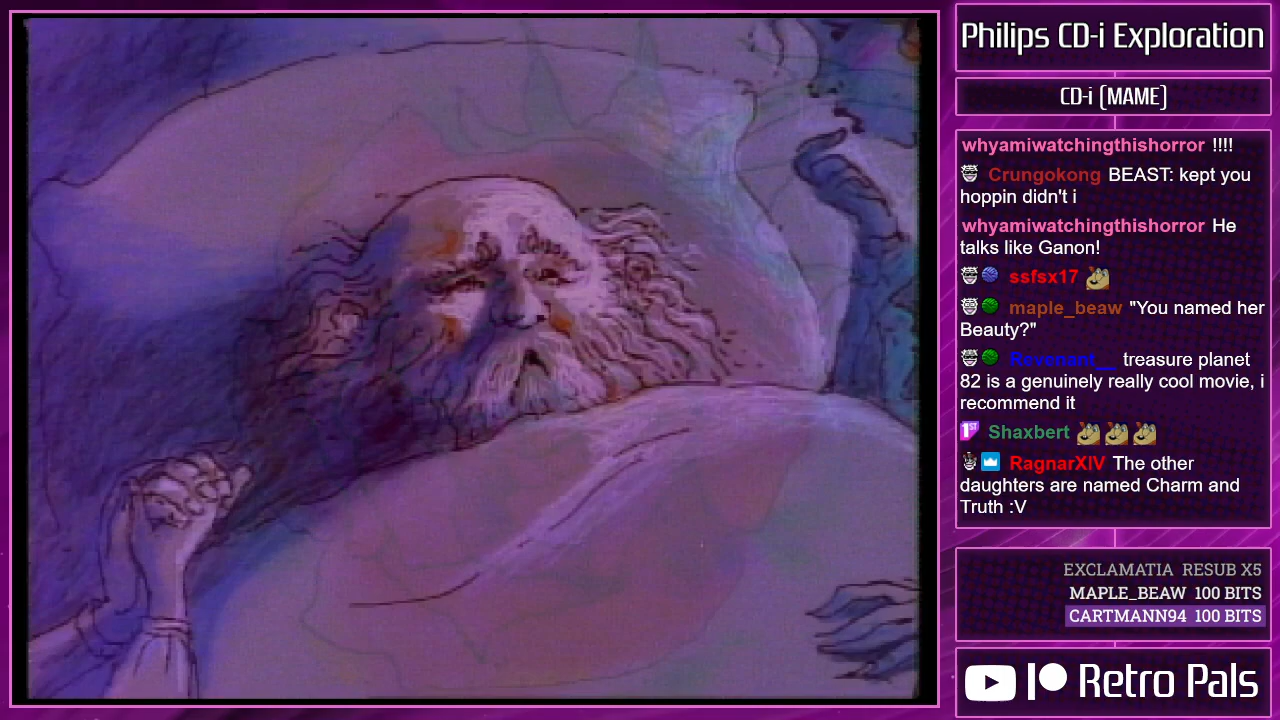 Philips CD-i Exploration
CD-i [MAME]
whyamiwatchingthishorror !!!!
Crungokong BEAST: kept you
hoppin didn't i
whyamiwatchingthishorror He
talks like Ganon!
ssfsx17
maple_beaw "You named her
Beauty?"
Revenant__ treasure planet
82 is a genuinely really cool movie, i
recommend it
1ST Shaxbert
RagnarXIV The other
daughters are named Charm and
Truth :V
EXCLAMATIA RESUB X5
MAPLE_BEAW 100 BITS
CARTMANN94 100 BITS
Retro Pals